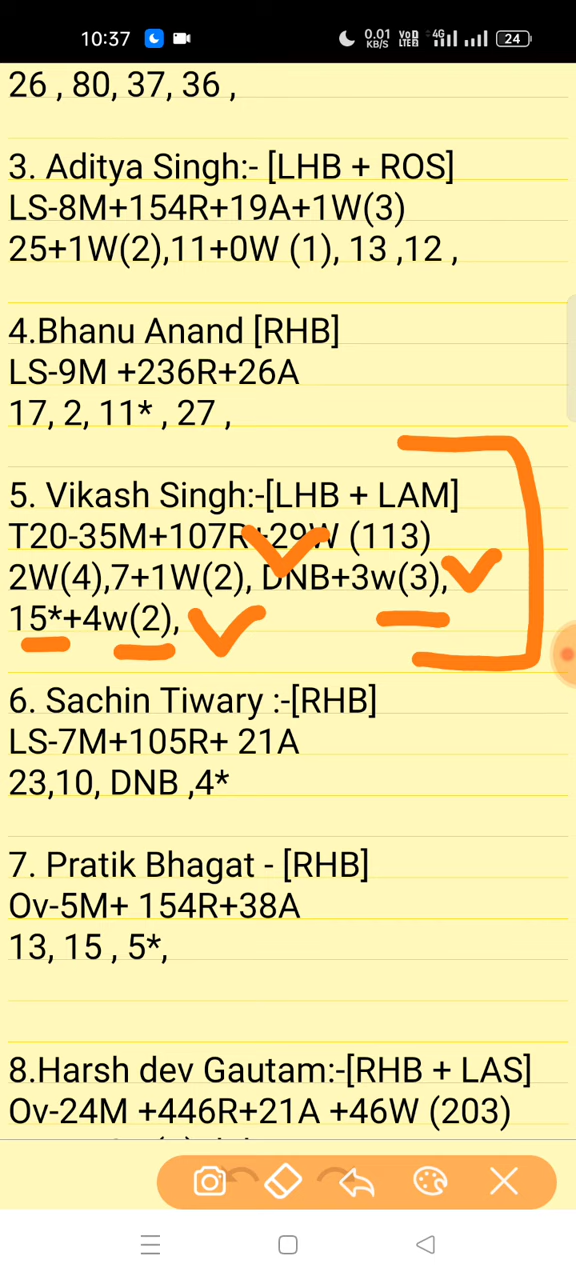 10:37
0.01 KB/S
VoD LTE2
4G
24
26 , 80, 37, 36 ,
3. Aditya Singh:- [LHB + ROS]
LS-8M+154R+19A+1W(3)
25+1W(2),11+0W (1), 13 ,12 ,
4.Bhanu Anand [RHB]
LS-9M +236R+26A
17, 2, 11* , 27 ,
5. Vikash Singh:-[LHB + LAM]
T20-35M+107R+29W (113)
2W(4),7+1W(2), DNB+3w(3),
15*+4w(2),
6. Sachin Tiwary :-[RHB]
LS-7M+105R+ 21A
23,10, DNB ,4*
7. Pratik Bhagat - [RHB]
Ov-5M+ 154R+38A
13, 15 , 5*,
8.Harsh dev Gautam:-[RHB + LAS]
Ov-24M +446R+21A +46W (203)